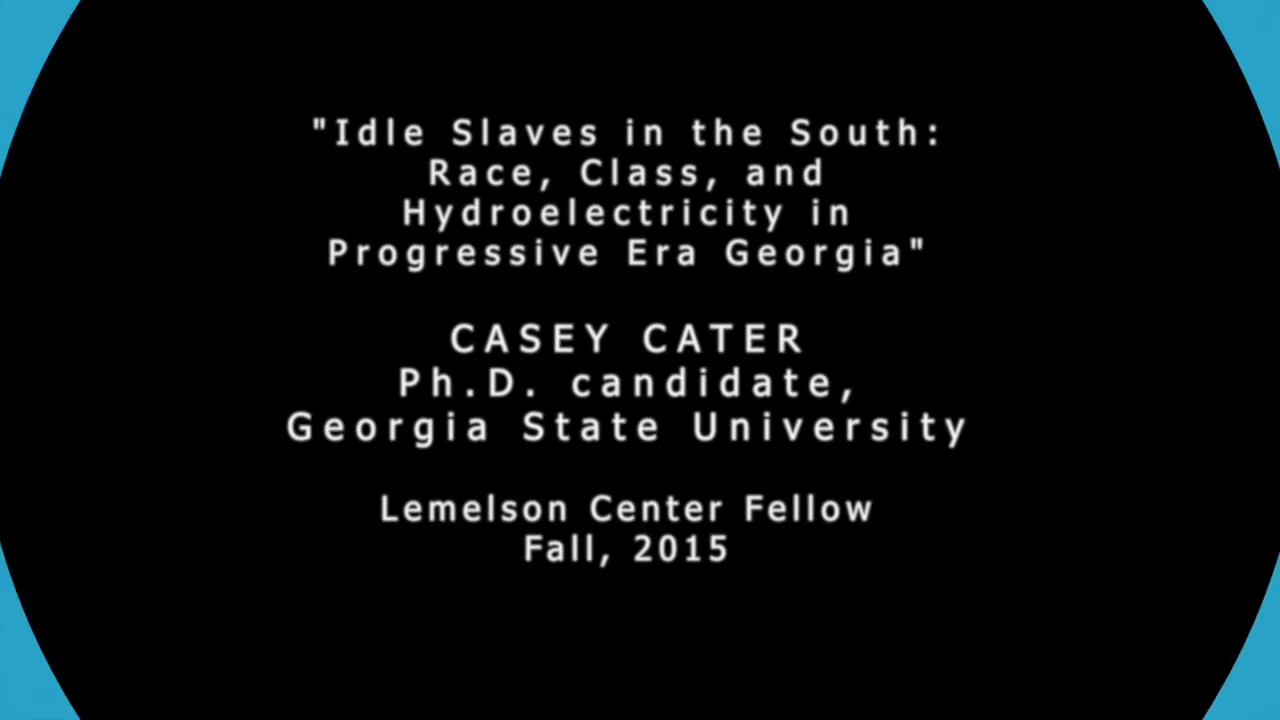 "Idle Slaves in the South:
Race, Class, and
Hydroelectricity in
Progressive Era Georgia"
CASEY CATER
Ph.D. candidate,
Georgia State University
Lemelson Center Fellow
Fall, 2015